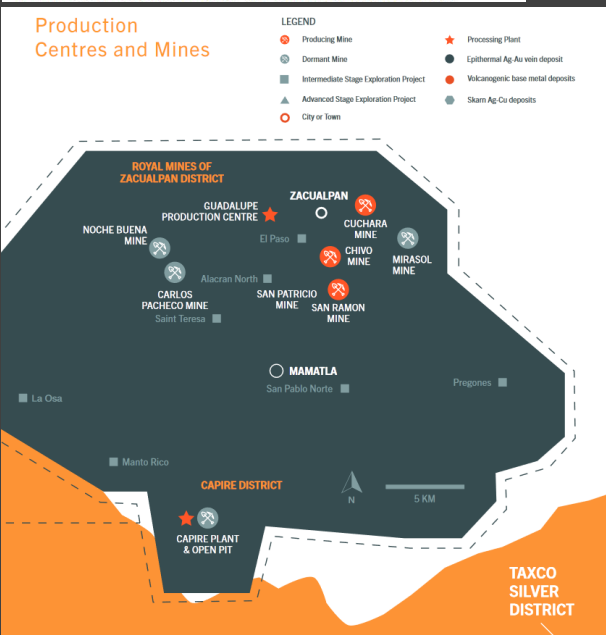 Production
Centres and Mines
LEGEND
Producing Mine
Dormant Mine
Intermediate Stage Exploration Project
Advanced Stage Exploration Project
City or Town
Processing Plant
Epithermal Ag-Au vein deposit
Volcanogenic base metal deposits
Skarn Ag-Cu deposits
ROYAL MINES OF
ZACUALPAN DISTRICT
ZACUALPAN
GUADALUPE
PRODUCTION CENTRE
CUCHARA
MINE
NOCHE BUENA
MINE
El Paso
CHIVO
MINE
MIRASOL
MINE
Alacran North
CARLOS
PACHECO MINE
SAN PATRICIO
MINE
SAN RAMON
MINE
Saint Teresa
MAMATLA
San Pablo Norte
Pregones
La Osa
Manto Rico
CAPIRE DISTRICT
N
5 KM
CAPIRE PLANT
& OPEN PIT
TAXCO
SILVER
DISTRICT